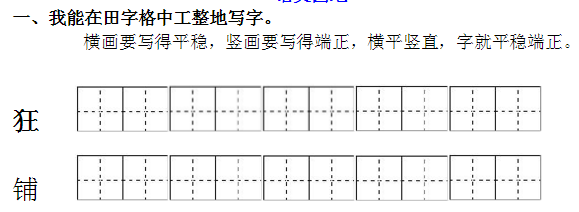 一、我能在田字格中工整地写字。
横画要写得平稳，竖画要写得端正，横平竖直，字就平稳端正。
狂
铺